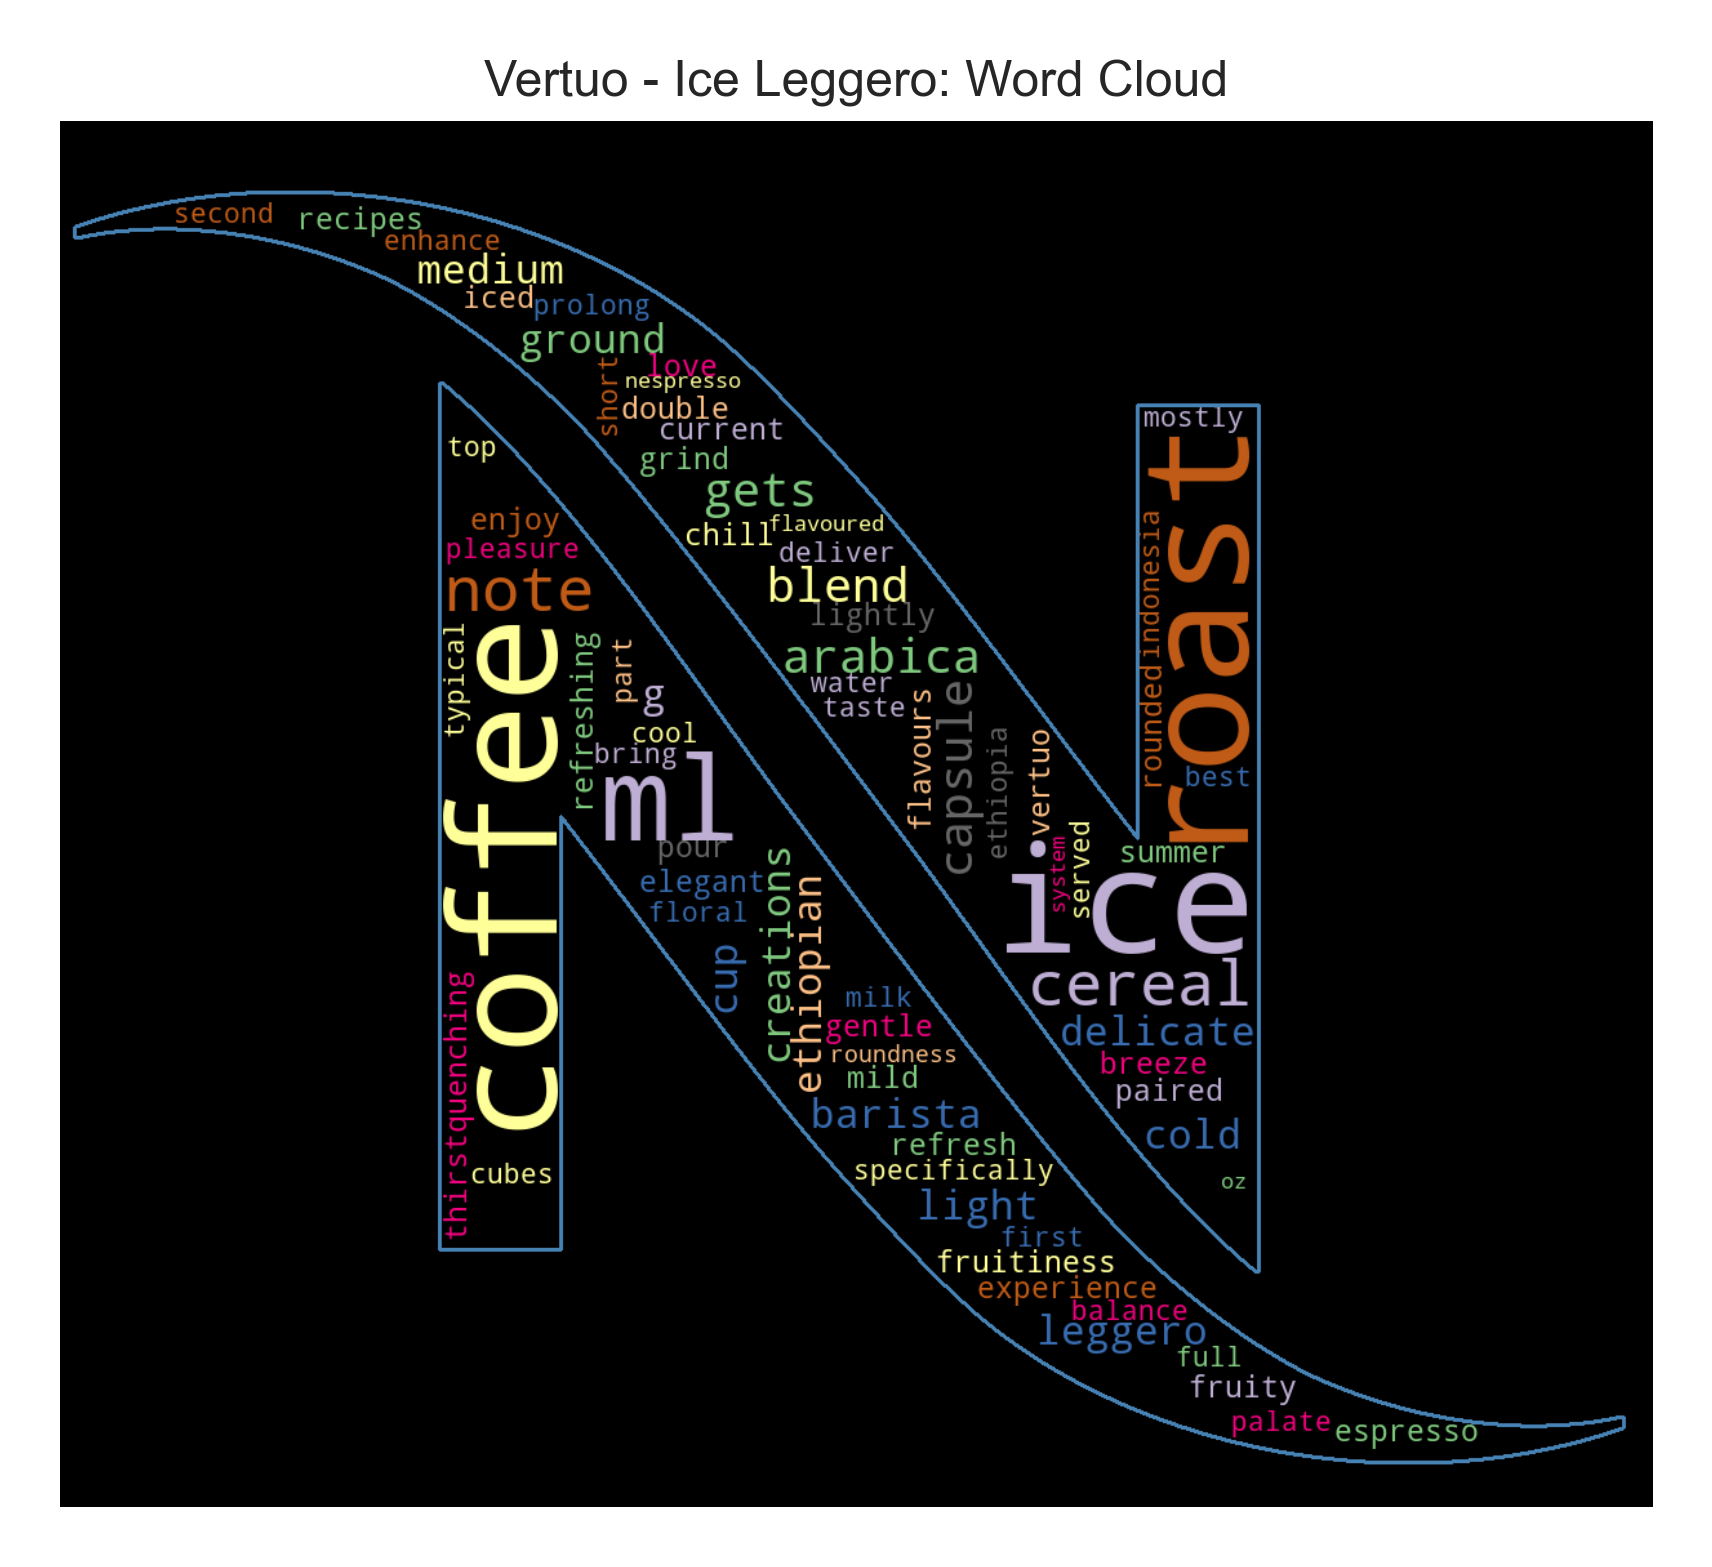 Vertuo - Ice Leggero: Word Cloud
second
recipes
enhance
medium
iced
prolong
ground
short
love
nespresso
double
current
grind
gets
chill
flavoured
deliver
blend
lightly
arabica
water
taste
flavours
capsule
ethiopia
vertuo
system
served
mostly
roast
indonesia
rounded
best
summer
ice
cereal
delicate
breeze
paired
cold
oz
top
enjoy
pleasure
note
typical
coffee
refreshing
part
g
cool
bring
ml
pour
elegant
floral
cup
creations
ethiopian
thirstquenching
cubes
milk
gentle
roundness
mild
barista
refresh
specifically
light
first
fruitiness
experience
balance
leggero
full
fruity
palate
espresso